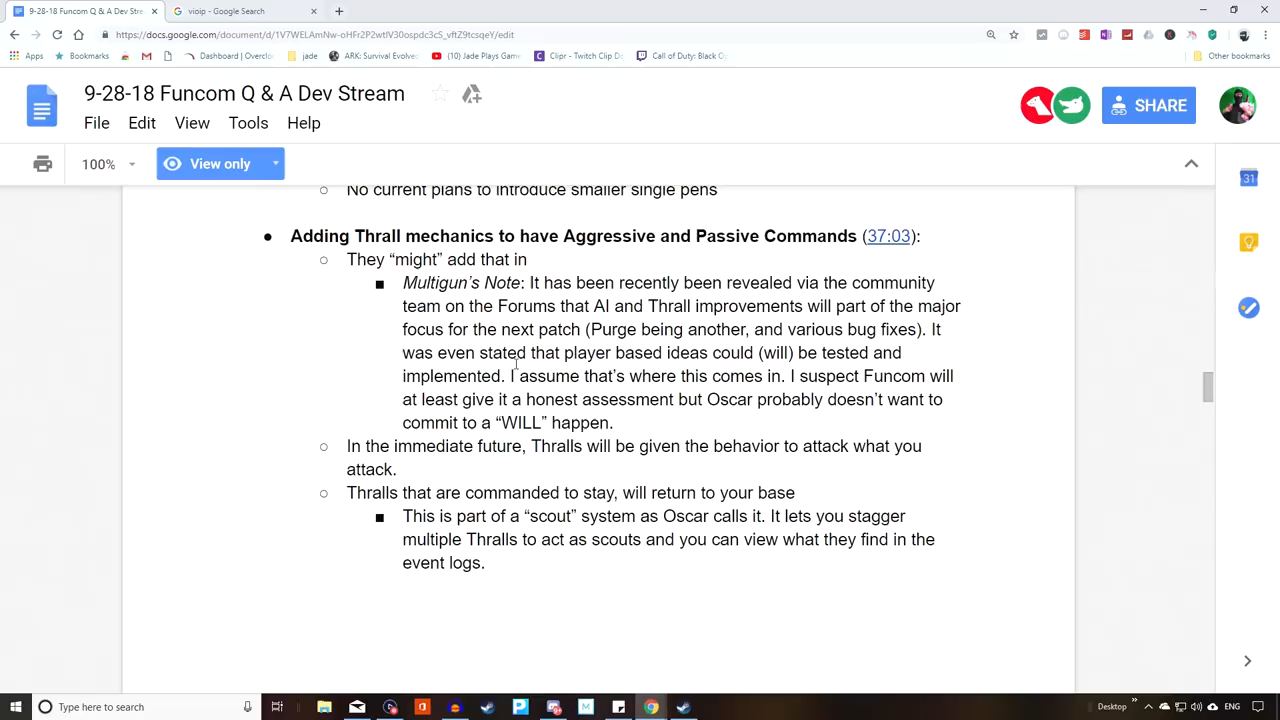 9-28-18 Funcom Q & A Dev Stream
vioip - Google Search
https://docs.google.com/document/d/1V7WELAmNw-oHFr2P2wtIV30ospdc3cS_vftZ9tcsqeY/edit
Apps
Bookmarks
Dashboard | Overclo
jade
ARK: Survival Evolve
(10) Jade Plays Game
Clipr - Twitch Clip Do
Call of Duty: Black Op
Other bookmarks
9-28-18 Funcom Q & A Dev Stream
File Edit View Tools Help
SHARE
100%
View only
31
No current plans to introduce smaller single pens
Adding Thrall mechanics to have Aggressive and Passive Commands (37:03):
They “might” add that in
Multigun’s Note: It has been recently been revealed via the community
team on the Forums that AI and Thrall improvements will part of the major
focus for the next patch (Purge being another, and various bug fixes). It
was even stated that player based ideas could (will) be tested and
implemented. I assume that’s where this comes in. I suspect Funcom will
at least give it a honest assessment but Oscar probably doesn’t want to
commit to a “WILL” happen.
In the immediate future, Thralls will be given the behavior to attack what you
attack.
Thralls that are commanded to stay, will return to your base
This is part of a “scout” system as Oscar calls it. It lets you stagger
multiple Thralls to act as scouts and you can view what they find in the
event logs.
Type here to search
Desktop
ENG